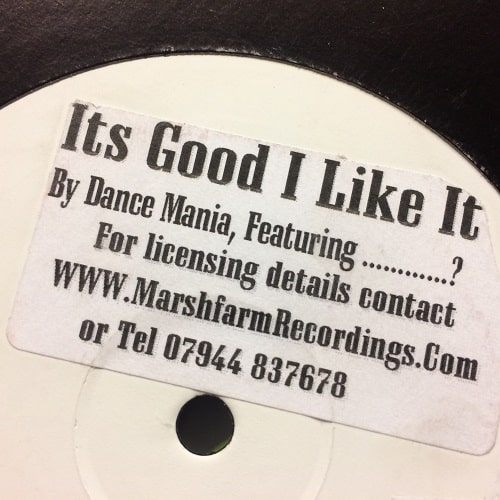 Its Good I Like It
By Dance Mania, Featuring ............?
For licensing details contact
WWW.MarshfarmRecordings.Com
or Tel 07944 837678